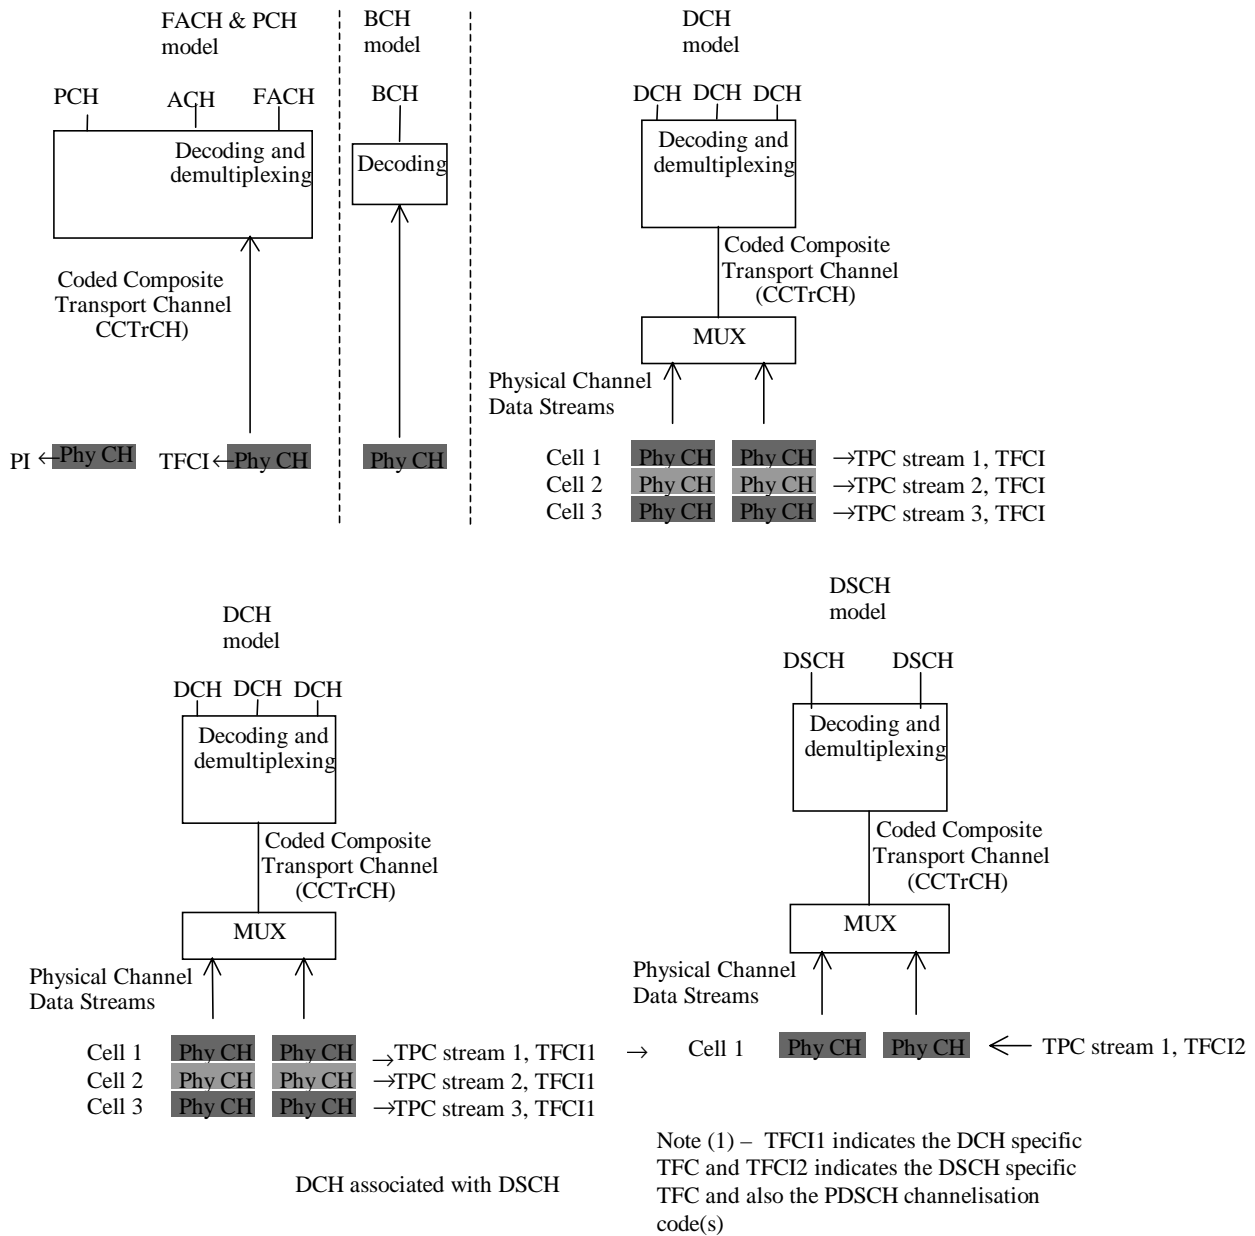 FACH & PCH
model
BCH
model
DCH
model
PCH
ACH
FACH
BCH
DCH DCH DCH
Decoding and
demultiplexing
Decoding
Decoding and
demultiplexing
Coded Composite
Transport Channel
CCTrCH)
Coded Composite
Transport Channel
(CCTrCH)
MUX
Physical Channel
Data Streams
PI Phy CH TFCI Phy CH Phy CH
Cell 1 Phy CH Phy CH →TPC stream 1, TFCI
Cell 2 Phy CH Phy CH →TPC stream 2, TFCI
Cell 3 Phy CH Phy CH →TPC stream 3, TFCI
DCH
model
DCH DCH DCH
Decoding and
demultiplexing
Coded Composite
Transport Channel
(CCTrCH)
MUX
Physical Channel
Data Streams
Cell 1 Phy CH Phy CH →TPC stream 1, TFCI1
Cell 2 Phy CH Phy CH →TPC stream 2, TFCI1
Cell 3 Phy CH Phy CH →TPC stream 3, TFCI1
DCH associated with DSCH
DSCH
model
DSCH DSCH
Decoding and
demultiplexing
Coded Composite
Transport Channel
(CCTrCH)
MUX
Physical Channel
Data Streams
→ Cell 1 Phy CH Phy CH ← TPC stream 1, TFCI2
Note (1) – TFCI1 indicates the DCH specific
TFC and TFCI2 indicates the DSCH specific
TFC and also the PDSCH channelisation
code(s)